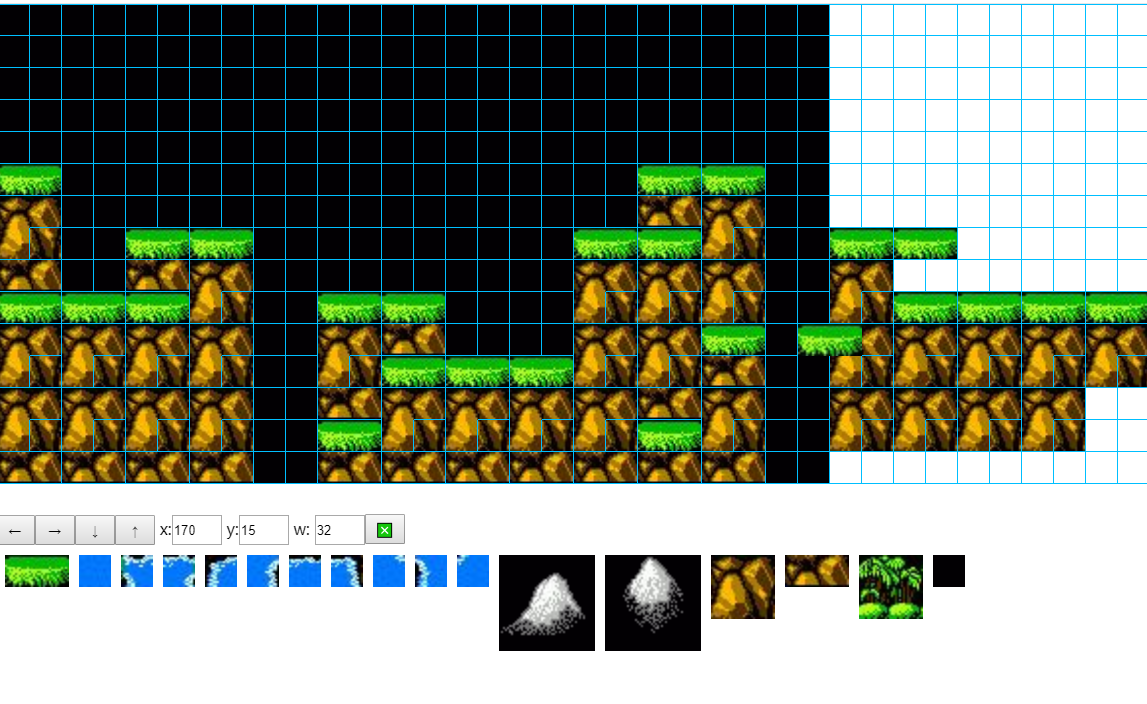 ← → ↓ ↑ x: 170 y: 15 w: 32